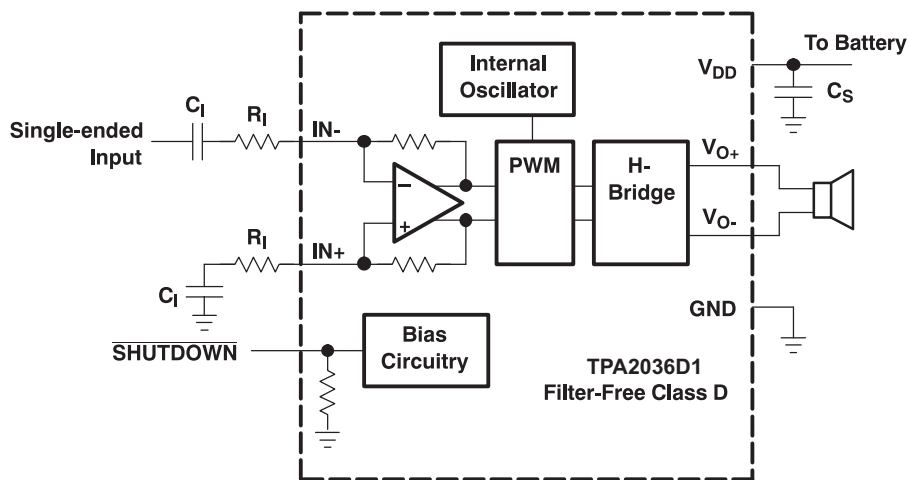 To Battery
Internal
Oscillator
V_DD
C_S
C_I
R_I
IN-
Single-ended
Input
PWM
H-
Bridge
V_O+
V_O-
−
+
R_I
IN+
C_I
GND
SHUTDOWN
Bias
Circuitry
TPA2036D1
Filter-Free Class D